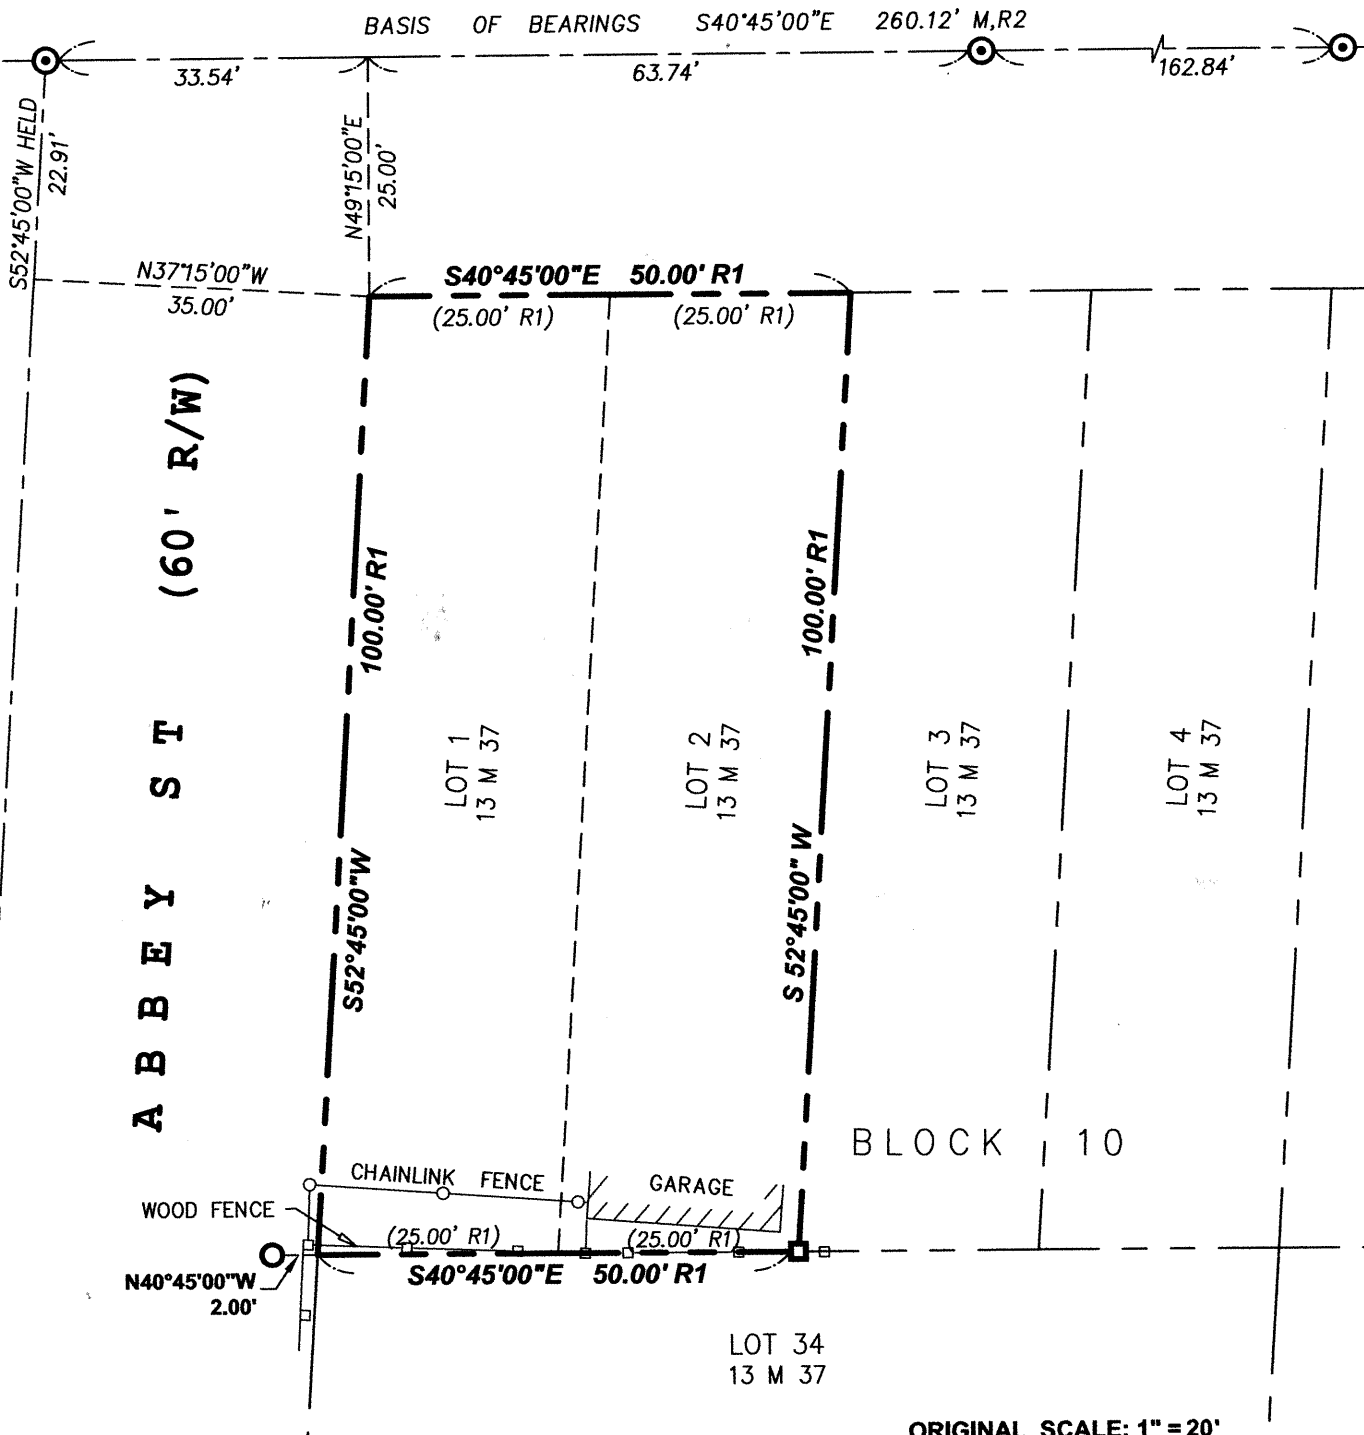 BASIS OF BEARINGS S40°45'00"E 260.12' M,R2
33.54'
63.74'
162.84'
S52°45'00"W HELD
22.91'
N49°15'00"E
25.00'
N37°15'00"W
35.00'
S40°45'00"E 50.00' R1
(25.00' R1)
(25.00' R1)
ABBEY ST (60' R/W)
S52°45'00"W
100.00' R1
S 52°45'00" W
100.00' R1
LOT 1
13 M 37
LOT 2
13 M 37
LOT 3
13 M 37
LOT 4
13 M 37
BLOCK 10
CHAINLINK FENCE
GARAGE
WOOD FENCE
(25.00' R1)
(25.00' R1)
S40°45'00"E 50.00' R1
N40°45'00"W
2.00'
LOT 34
13 M 37
ORIGINAL SCALE: 1" = 20'